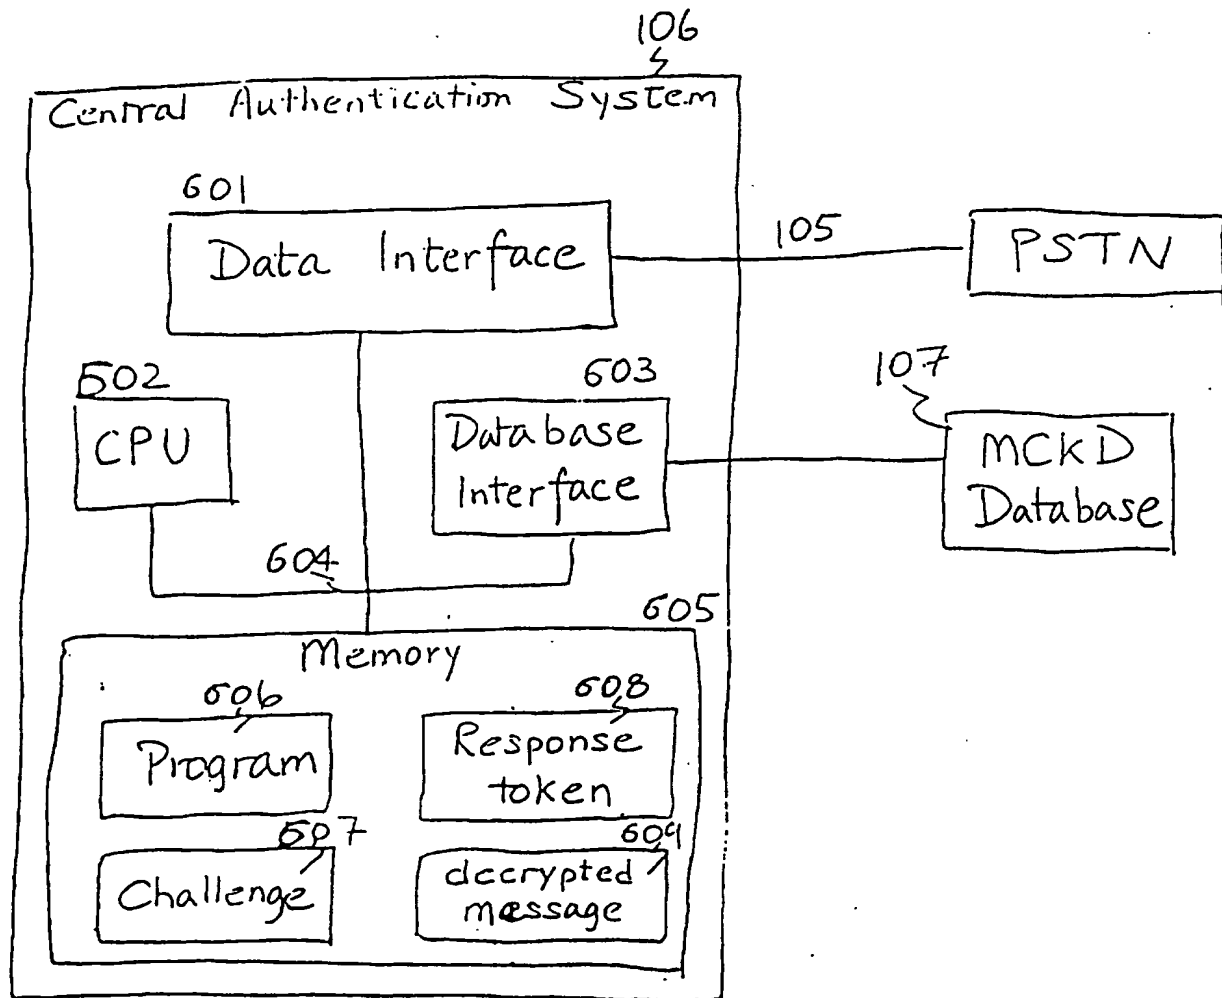 106
Central Authentication System
601
Data Interface
105
PSTN
602
CPU
603
Database
Interface
107
MCKD
Database
604
605
Memory
606
Program
608
Response
token
607
Challenge
609
decrypted
message